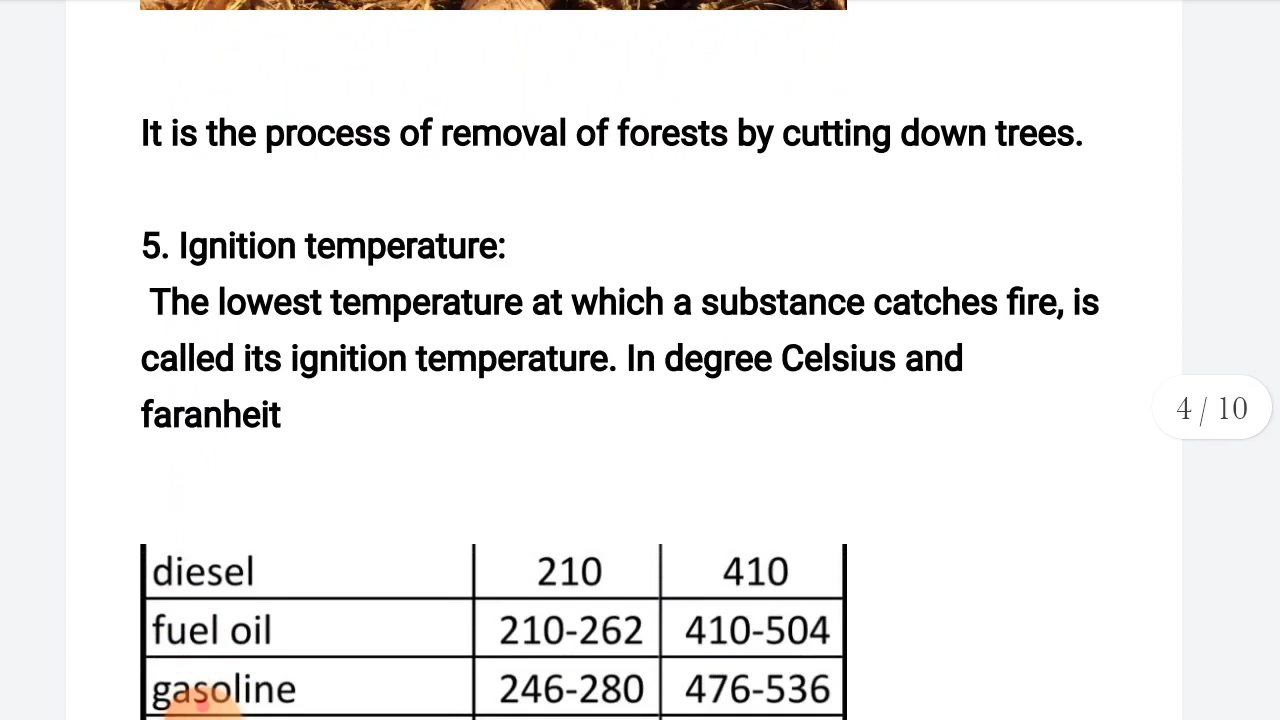 It is the process of removal of forests by cutting down trees.
5. Ignition temperature:
The lowest temperature at which a substance catches fire, is
called its ignition temperature. In degree Celsius and
faranheit
4 / 10
diesel 210 410
fuel oil 210-262 410-504
gasoline 246-280 476-536